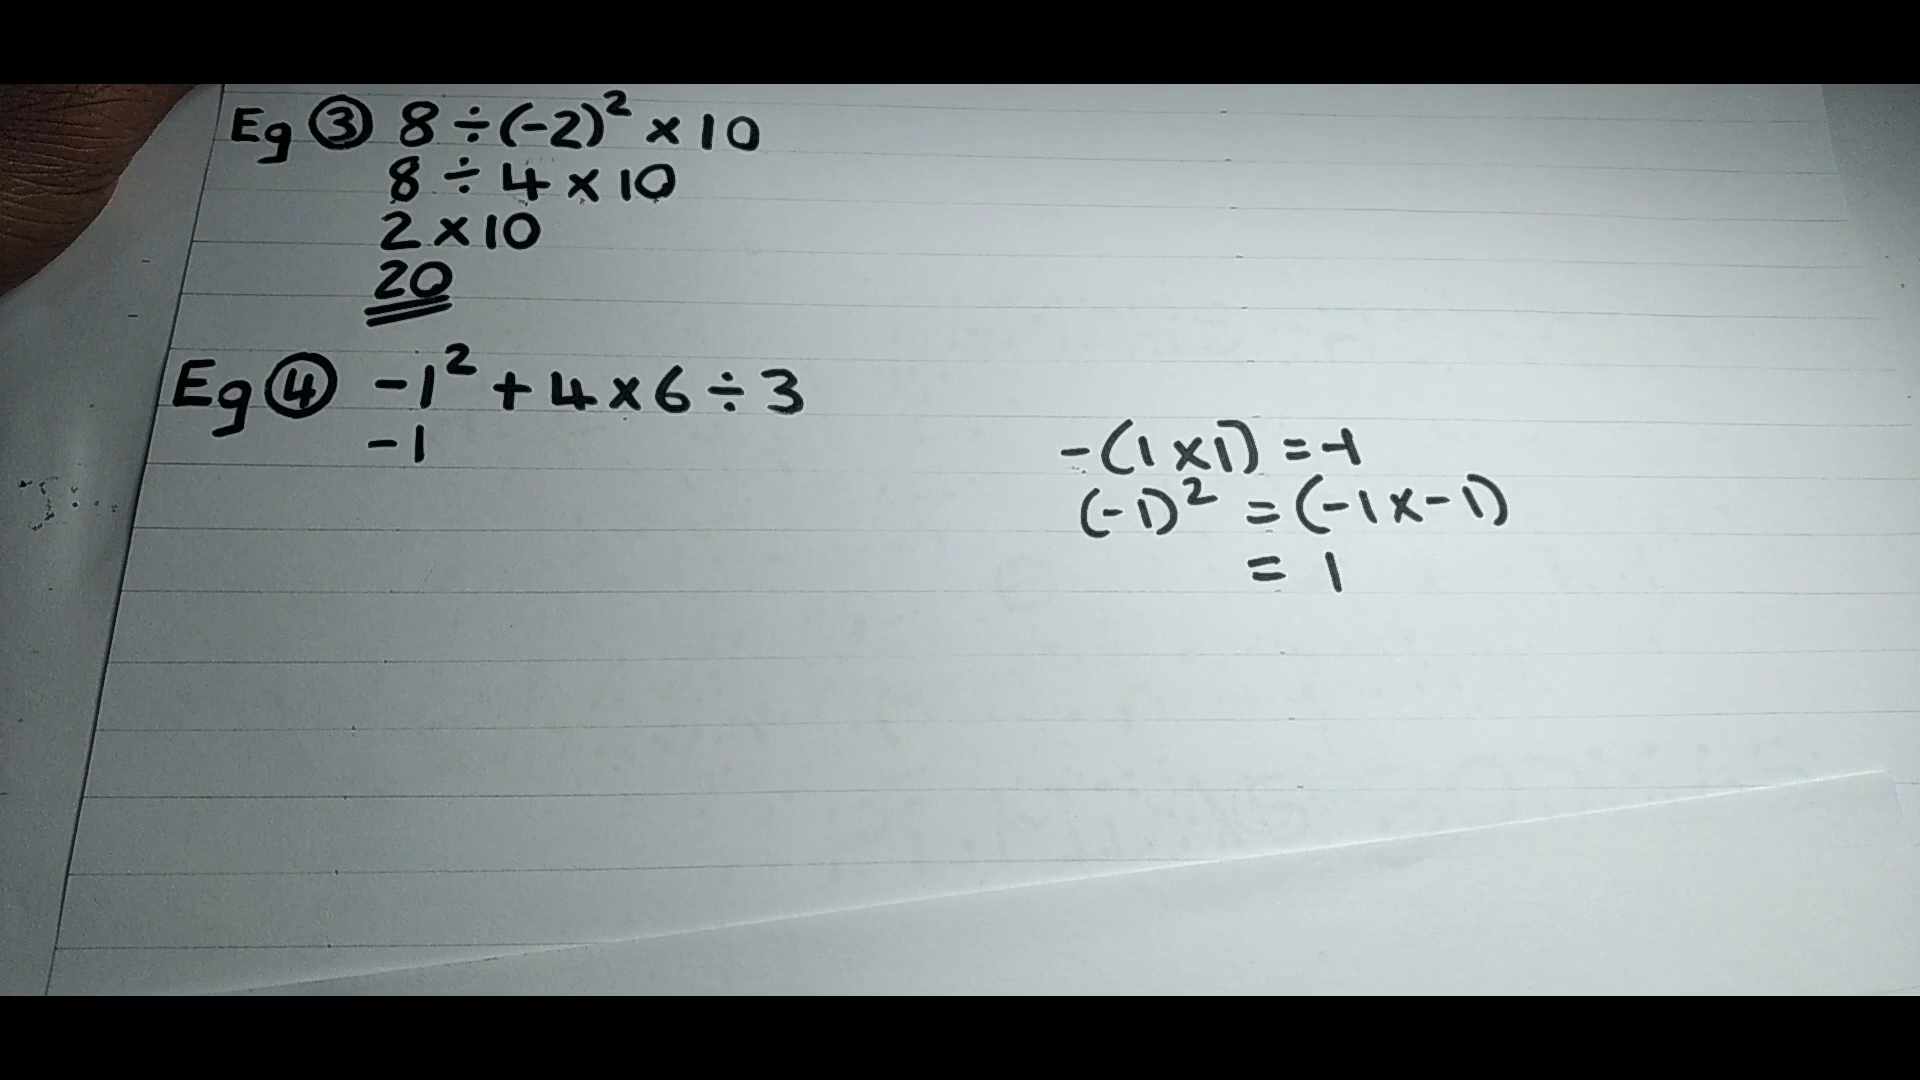 Eg ③ 8 ÷ (-2)² × 10
8 ÷ 4 × 10
2 × 10
20
Eg ④ -1² + 4 × 6 ÷ 3
-1
-(1 × 1) = -1
(-1)² = (-1 × -1)
= 1